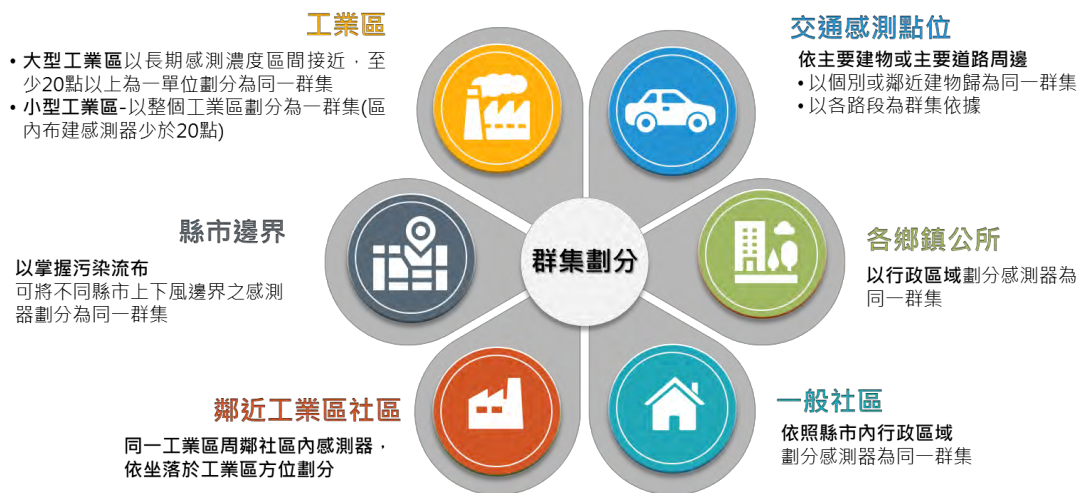 工業區
• 大型工業區以長期感測濃度區間接近，至
少20點以上為一單位劃分為同一群集
• 小型工業區-以整個工業區劃分為一群集(區
內布建感測器少於20點)
交通感測點位
依主要建物或主要道路周邊
• 以個別或鄰近建物歸為同一群集
• 以各路段為群集依據
縣市邊界
以掌握污染流布
可將不同縣市上下風邊界之感測
器劃分為同一群集
群集劃分
各鄉鎮公所
以行政區域劃分感測器為
同一群集
鄰近工業區社區
同一工業區周鄰社區內感測器，
依坐落於工業區方位劃分
一般社區
依照縣市內行政區域
劃分感測器為同一群集